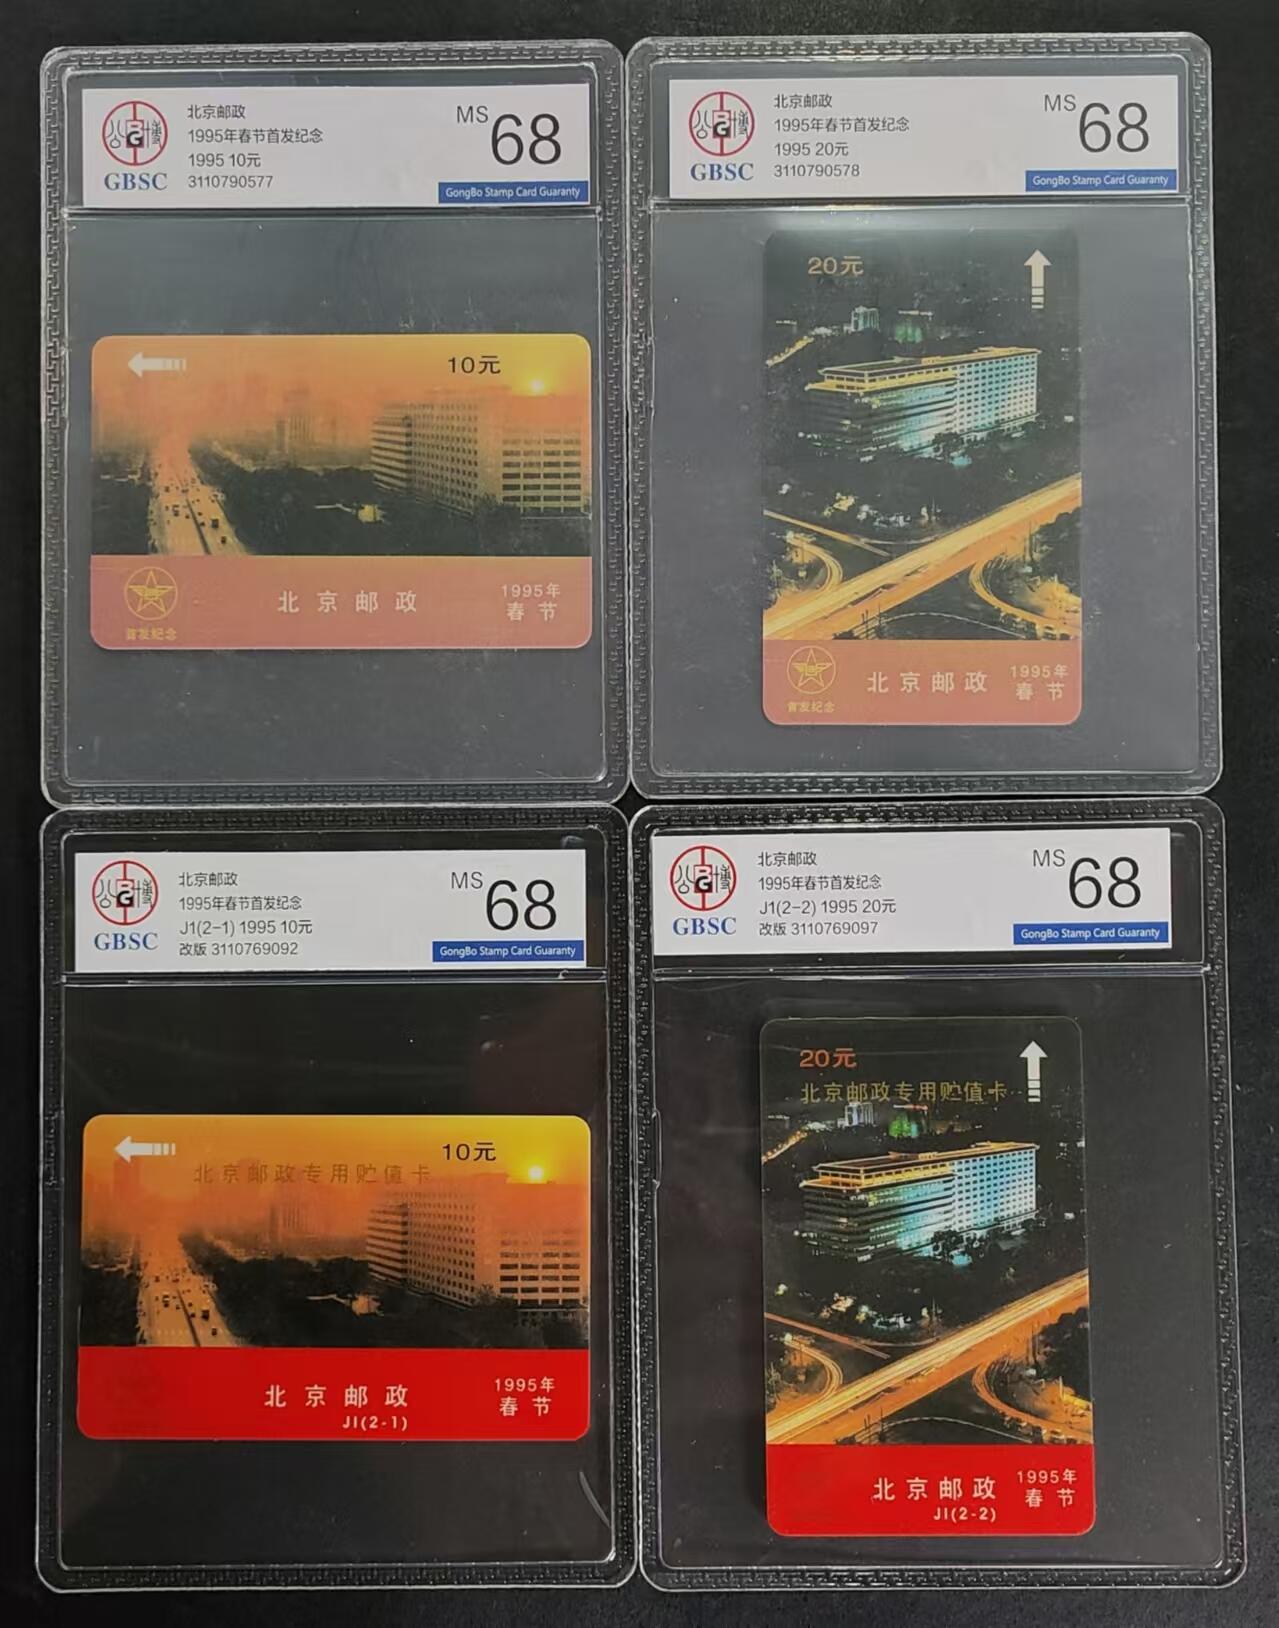 北京邮政
1995年春节首发纪念
1995 10元
3110790577
MS 68
GBSC
GongBo Stamp Card Guaranty
10元
首发纪念
北京邮政
1995年
春节
北京邮政
1995年春节首发纪念
1995 20元
3110790578
MS 68
GBSC
GongBo Stamp Card Guaranty
20元
首发纪念
北京邮政
1995年
春节
北京邮政
1995年春节首发纪念
J1(2-1) 1995 10元
改版 3110769092
MS 68
GBSC
GongBo Stamp Card Guaranty
10元
北京邮政专用贮值卡
北京邮政
JI(2-1)
1995年
春节
北京邮政
1995年春节首发纪念
J1(2-2) 1995 20元
改版 3110769097
MS 68
GBSC
GongBo Stamp Card Guaranty
20元
北京邮政专用贮值卡
北京邮政
JI(2-2)
1995年
春节